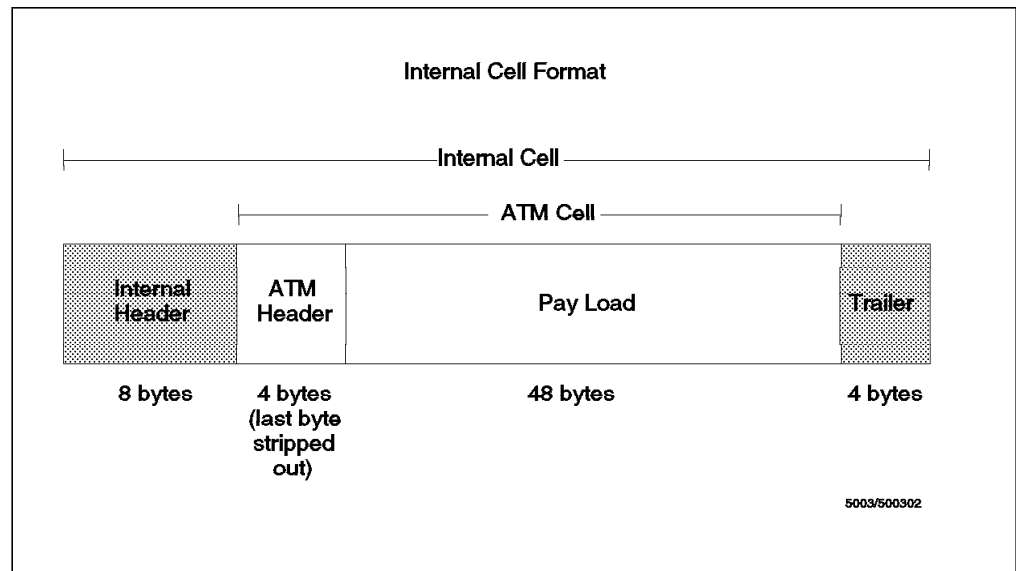 Internal Cell Format
Internal Cell
ATM Cell
Internal
Header
ATM
Header
Pay Load
Trailer
8 bytes
4 bytes
(last byte
stripped
out)
48 bytes
4 bytes
5003/500302